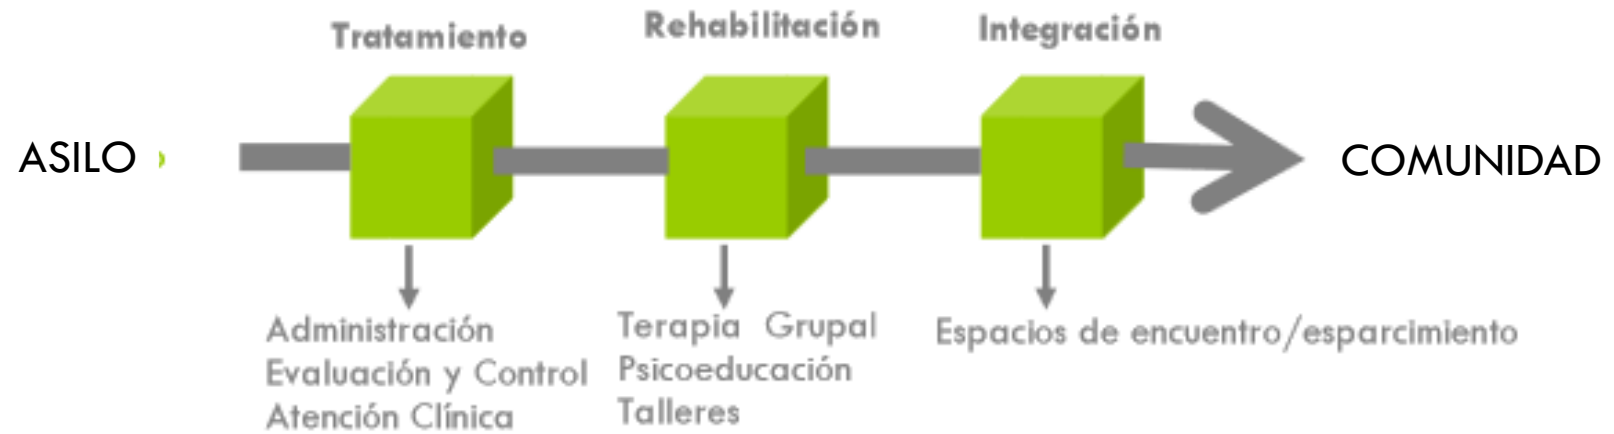 Tratamiento
Rehabilitación
Integración
ASILO
COMUNIDAD
Administración
Evaluación y Control
Atención Clínica
Terapia Grupal
Psicoeducación
Talleres
Espacios de encuentro/esparcimiento